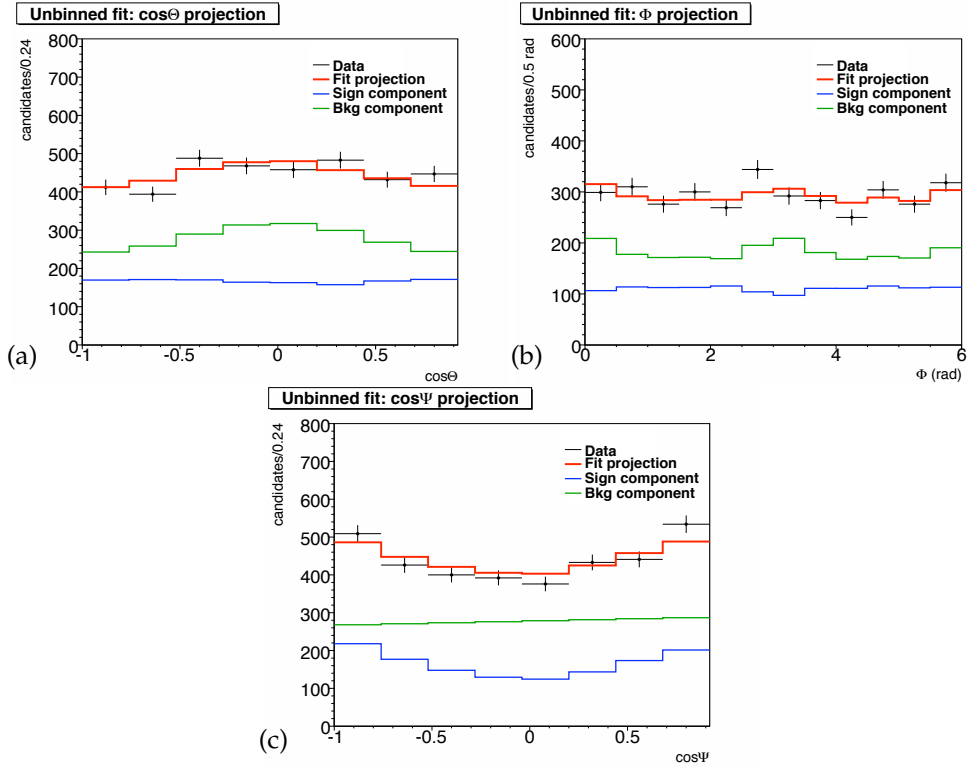 Unbinned fit: cosΘ projection
candidates/0.24
800
700
600
500
400
300
200
100
0
-1
-0.5
0
0.5
cosΘ
Data
Fit projection
Sign component
Bkg component
(a)
Unbinned fit: Φ projection
candidates/0.5 rad
600
500
400
300
200
100
0
0
2
4
6
Φ (rad)
Data
Fit projection
Sign component
Bkg component
(b)
Unbinned fit: cosΨ projection
candidates/0.24
800
700
600
500
400
300
200
100
0
-1
-0.5
0
0.5
cosΨ
Data
Fit projection
Sign component
Bkg component
(c)